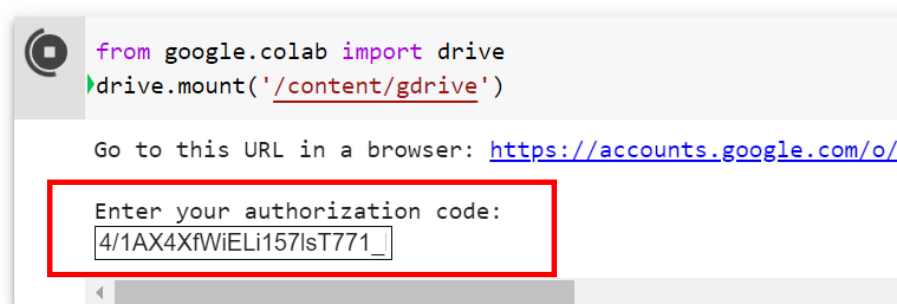 from google.colab import drive
drive.mount('/content/gdrive')
Go to this URL in a browser: https://accounts.google.com/o/
Enter your authorization code:
4/1AX4XfWiELi157lsT771_